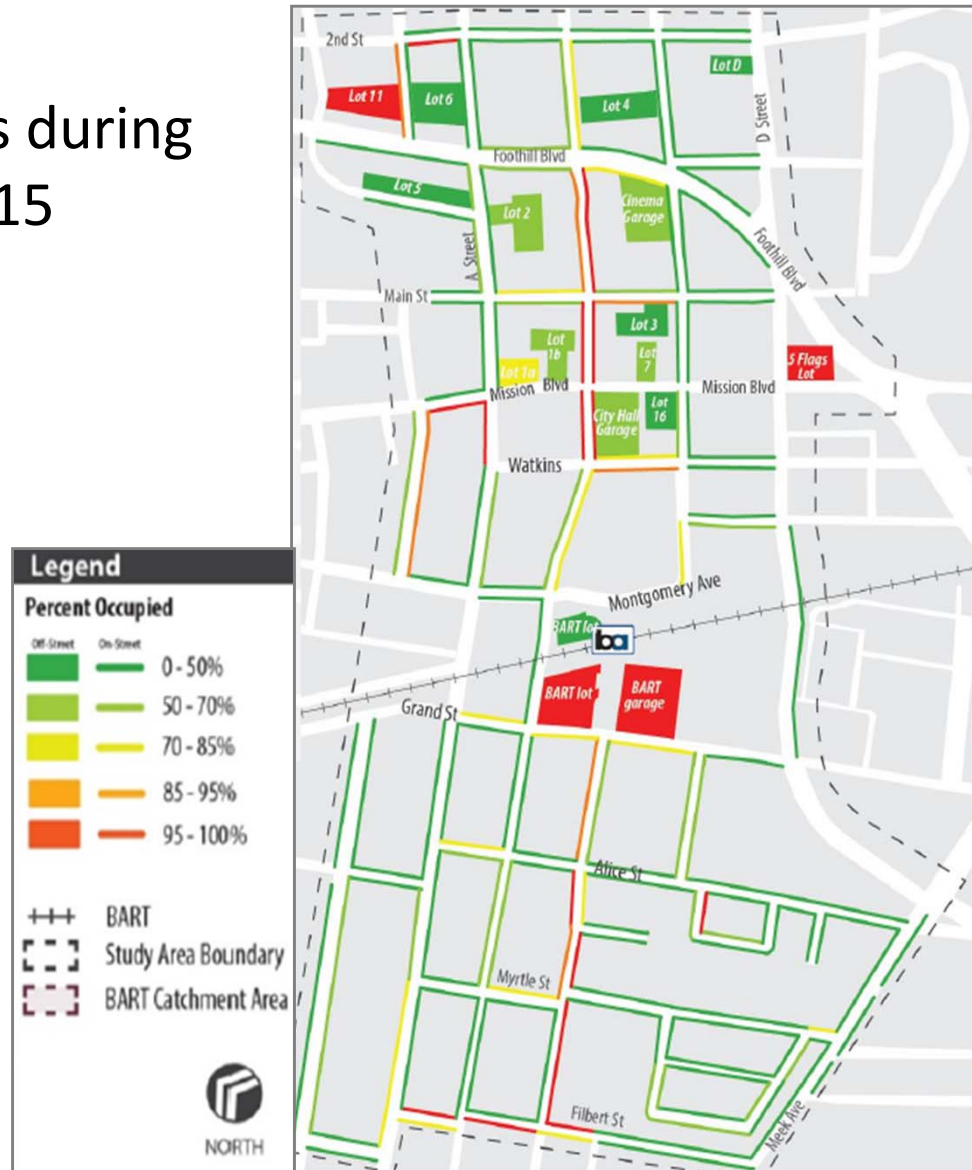 s during
15
2nd St
Lot D
Lot 11
Lot 6
Lot 4
D Street
Foothill Blvd
Lot 5
Lot 2
Cinema
Garage
A Street
Foothill Blvd
Main St
Lot 3
Lot
1b
Lot
7
Lot 1a
5 Flags
Lot
Mission Blvd
Mission Blvd
City Hall
Garage
Lot
16
Watkins
Montgomery Ave
BART lot
ba
BART lot
BART
garage
Grand St
Alice St
Myrtle St
Filbert St
Meek Ave
Legend
Percent Occupied
Off-Street On-Street
0 - 50%
50 - 70%
70 - 85%
85 - 95%
95 - 100%
BART
Study Area Boundary
BART Catchment Area
NORTH